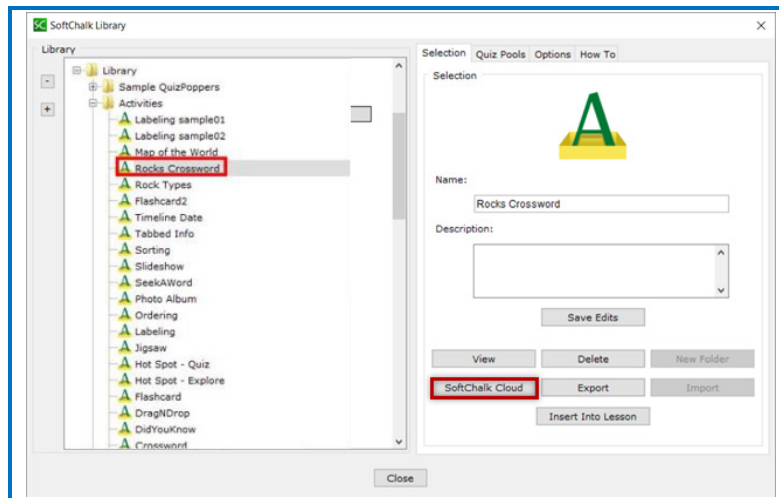 SC SoftChalk Library
Library
Library
Sample QuizPoppers
Activities
Labeling sample01
Labeling sample02
Map of the World
Rocks Crossword
Rock Types
Flashcard2
Timeline Date
Tabbed Info
Sorting
Slideshow
SeekAWord
Photo Album
Ordering
Labeling
Jigsaw
Hot Spot - Quiz
Hot Spot - Explore
Flashcard
DragNDrop
DidYouKnow
Crossword
Selection Quiz Pools Options How To
Selection
A
Name:
Rocks Crossword
Description:
Save Edits
View Delete New Folder
SoftChalk Cloud Export Import
Insert Into Lesson
Close